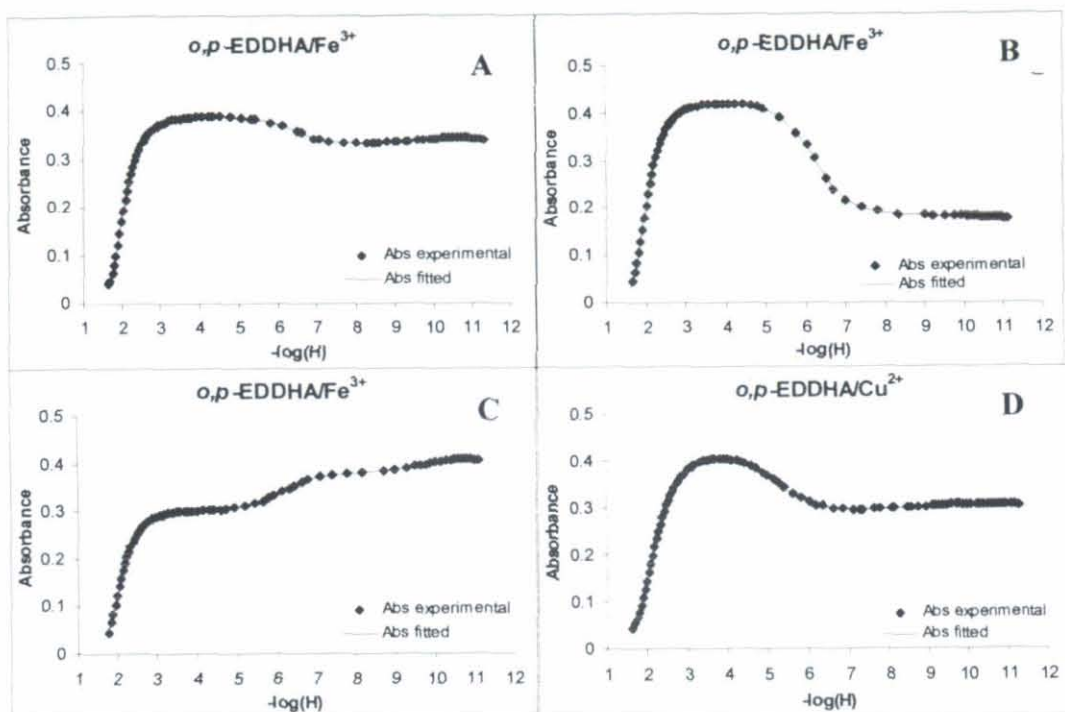 o,p-EDDHA/Fe³⁺
A
0.5
0.4
0.3
0.2
0.1
0
Absorbance
Abs experimental
Abs fitted
1 2 3 4 5 6 7 8 9 10 11 12
-log(H)
o,p-EDDHA/Fe³⁺
B
0.5
0.4
0.3
0.2
0.1
0
Absorbance
Abs experimental
Abs fitted
1 2 3 4 5 6 7 8 9 10 11 12
-log(H)
o,p-EDDHA/Fe³⁺
C
0.5
0.4
0.3
0.2
0.1
0
Absorbance
Abs experimental
Abs fitted
1 2 3 4 5 6 7 8 9 10 11 12
-log(H)
o,p-EDDHA/Cu²⁺
D
0.5
0.4
0.3
0.2
0.1
0
Absorbance
Abs experimental
Abs fitted
1 2 3 4 5 6 7 8 9 10 11 12
-log(H)